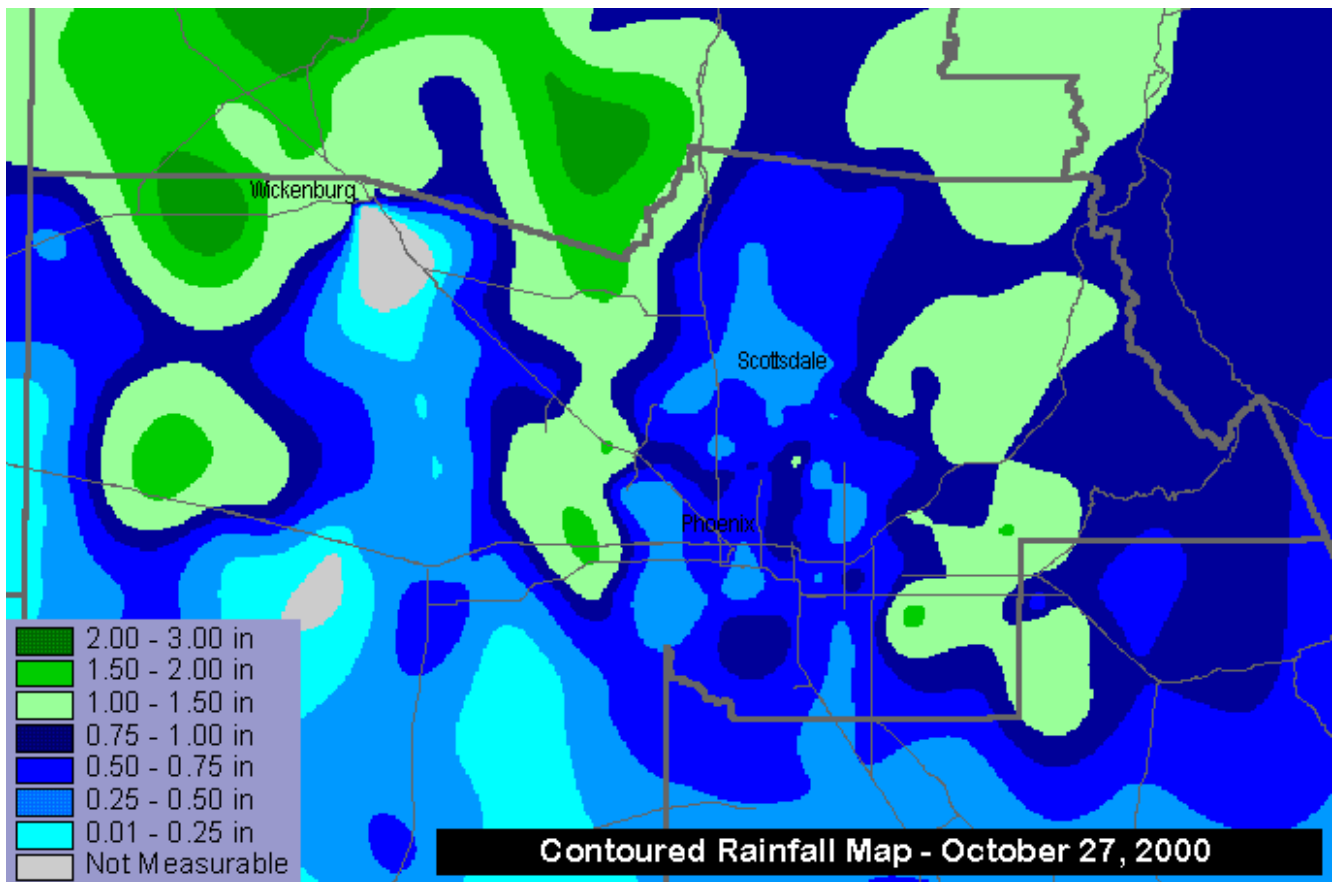 Wickenburg
Scottsdale
Phoenix
2.00 - 3.00 in
1.50 - 2.00 in
1.00 - 1.50 in
0.75 - 1.00 in
0.50 - 0.75 in
0.25 - 0.50 in
0.01 - 0.25 in
Not Measurable
Contoured Rainfall Map - October 27, 2000